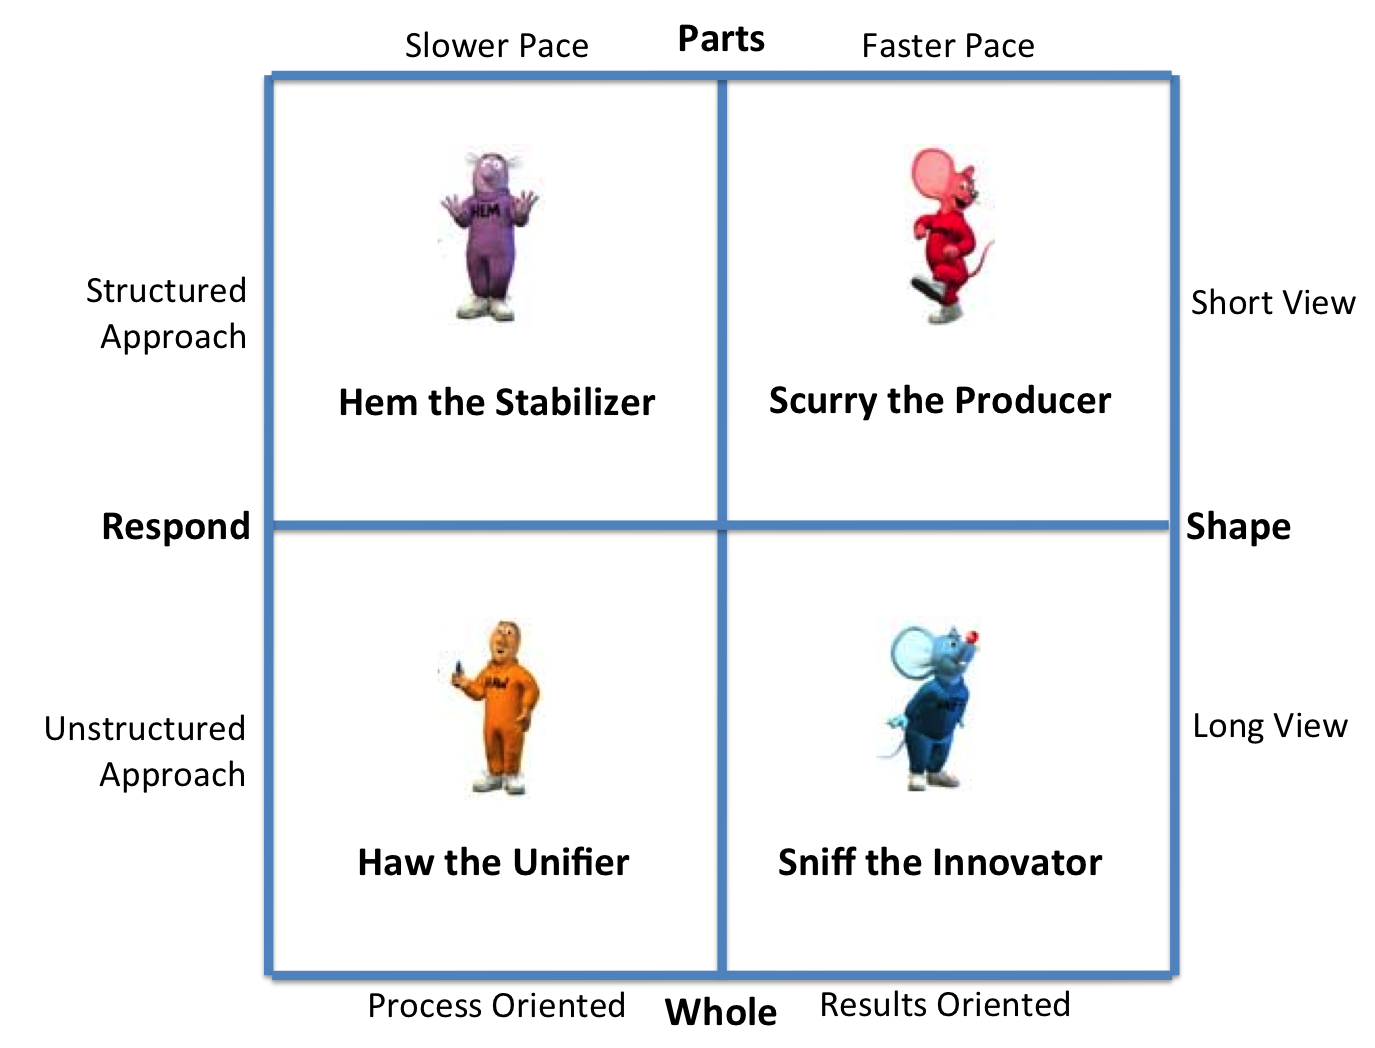 Slower Pace
Parts
Faster Pace
HEM
Structured
Approach
Short View
Hem the Stabilizer
Scurry the Producer
Respond
Shape
HAW
Unstructured
Approach
Long View
Haw the Unifier
Sniff the Innovator
Process Oriented
Whole
Results Oriented